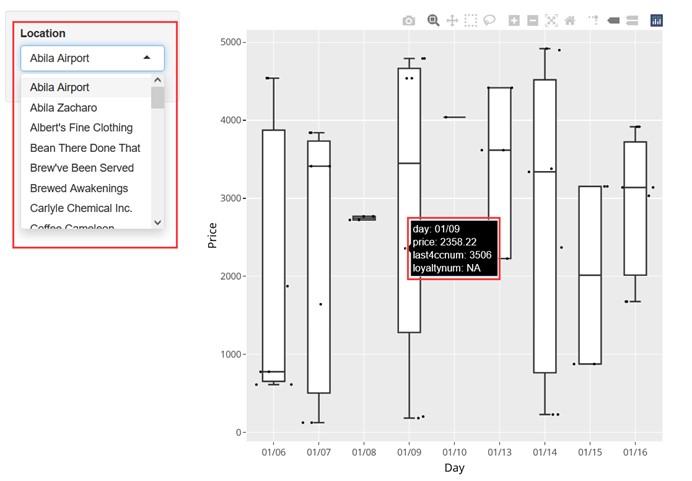 Location
Abila Airport
Abila Airport
Abila Zacharo
Albert's Fine Clothing
Bean There Done That
Brew've Been Served
Brewed Awakenings
Carlyle Chemical Inc.
Coffee Cameleon
5000
4000
3000
2000
1000
0
Price
day: 01/09
price: 2358.22
last4ccnum: 3506
loyaltynum: NA
01/06
01/07
01/08
01/09
01/10
01/13
01/14
01/15
01/16
Day